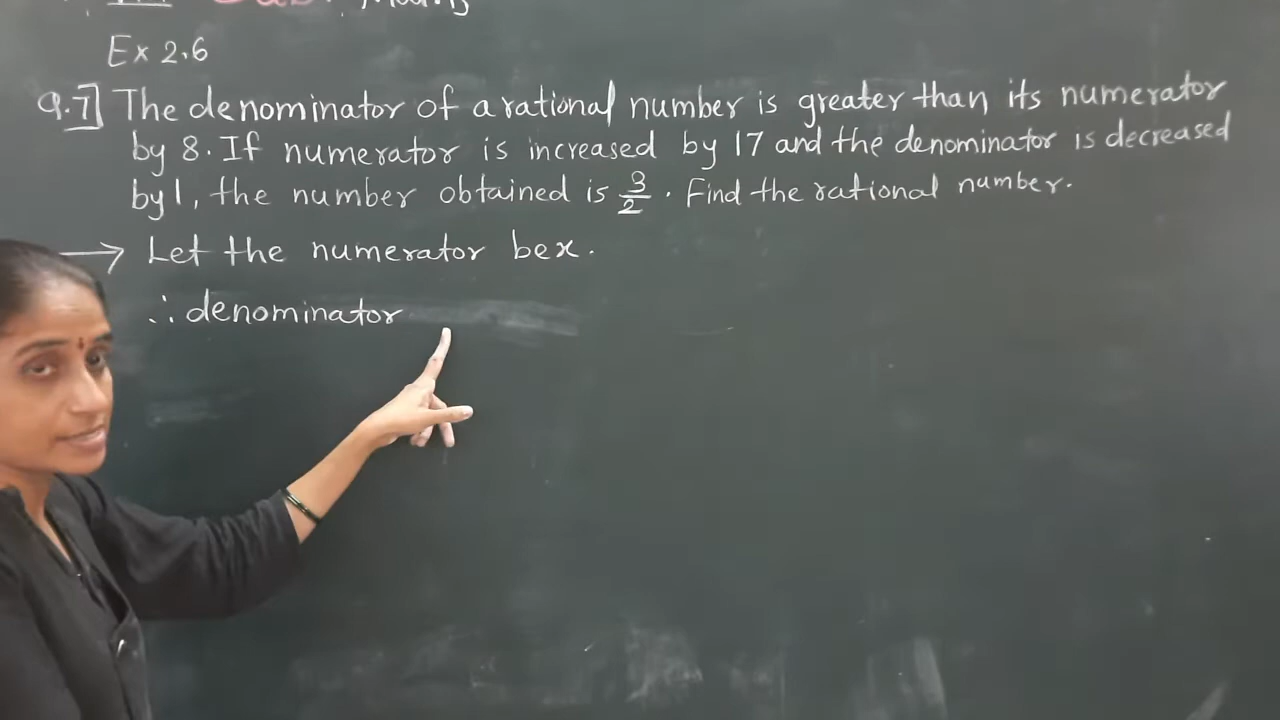 Ex 2.6
Q.7] The denominator of a rational number is greater than its numerator
by 8. If numerator is increased by 17 and the denominator is decreased
by 1, the number obtained is 3/2. Find the rational number.
→ Let the numerator be x.
∴ denominator